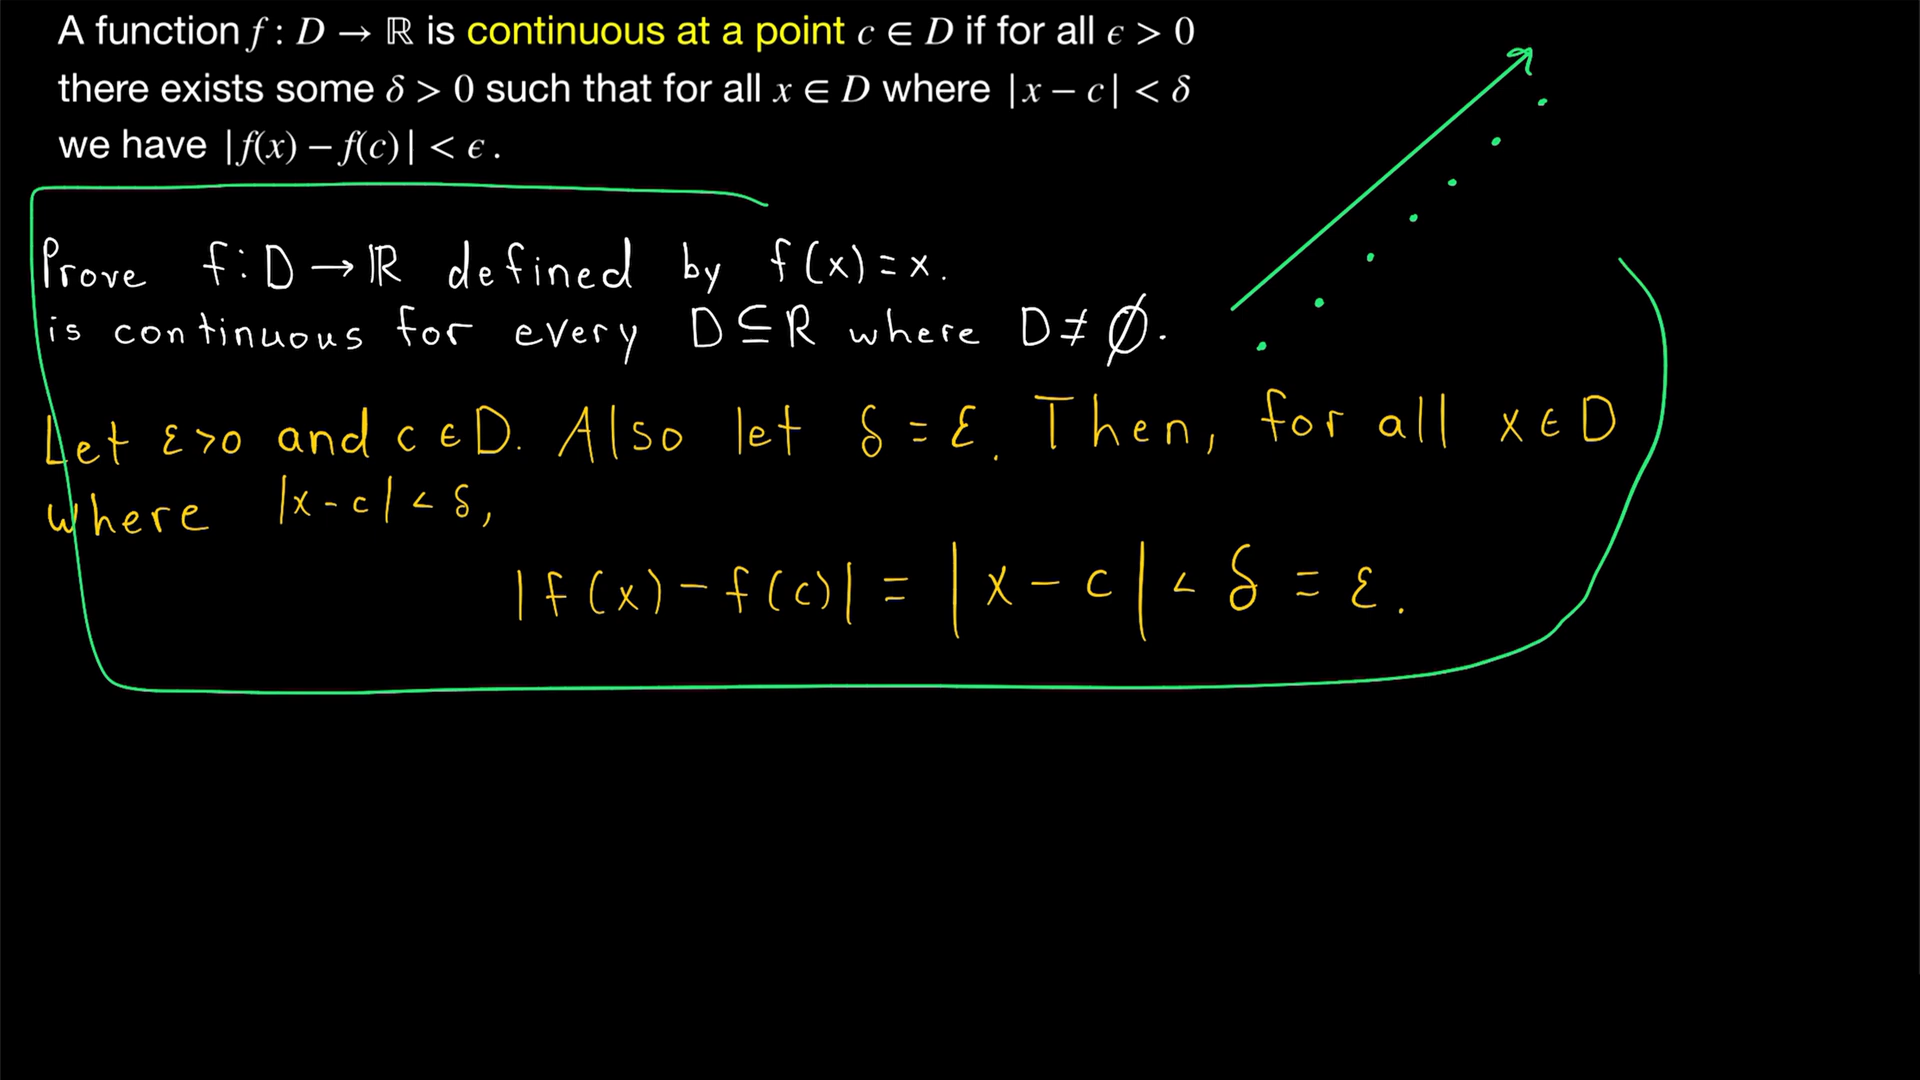 A function f : D → ℝ is continuous at a point c ∈ D if for all ϵ > 0
there exists some δ > 0 such that for all x ∈ D where |x − c| < δ
we have |f(x) − f(c)| < ϵ.
Prove f: D → ℝ defined by f(x) = x.
is continuous for every D ⊆ ℝ where D ≠ ∅.
Let ε > 0 and c ∈ D. Also let δ = ε. Then, for all x ∈ D
where |x - c| < δ,
|f(x) - f(c)| = |x - c| < δ = ε.